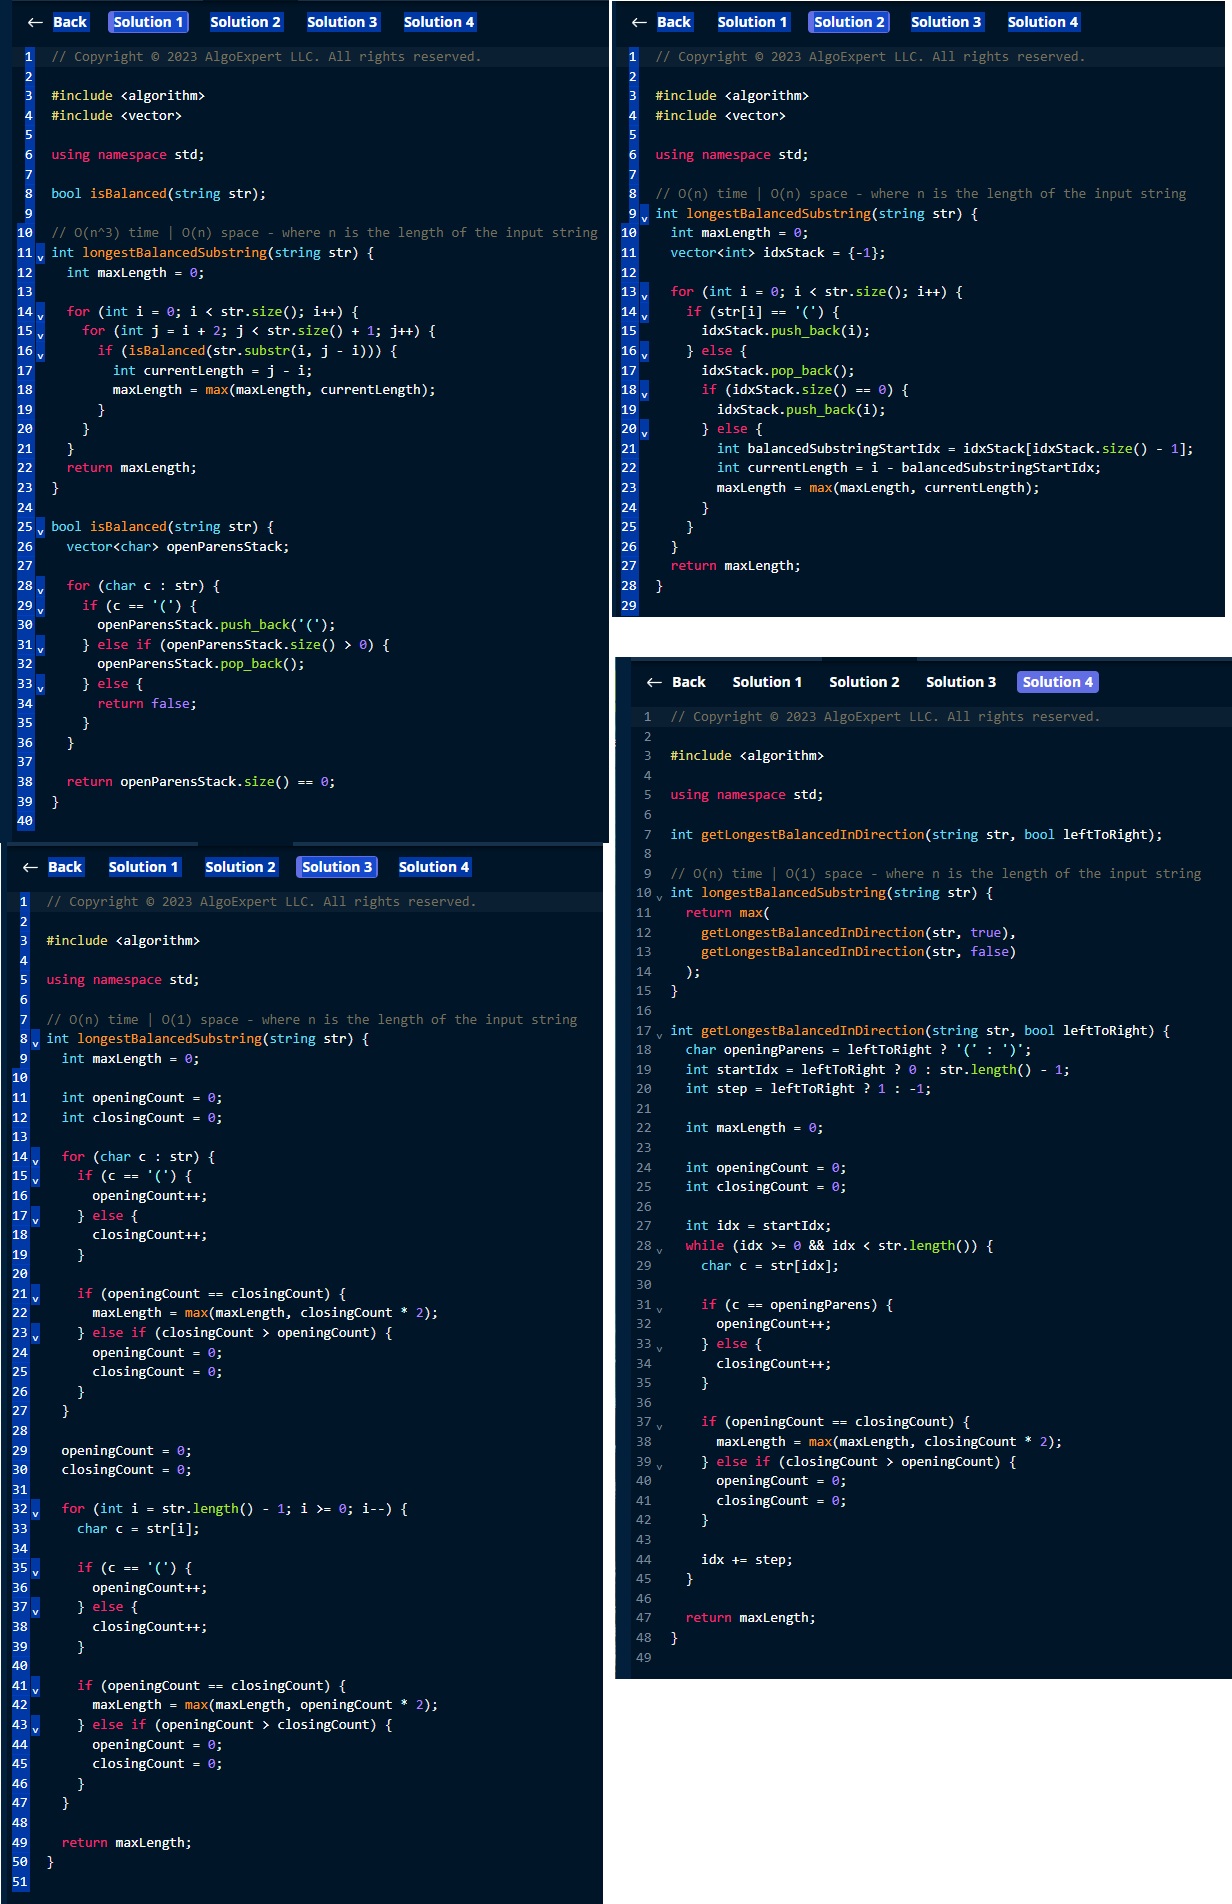 ← Back Solution 1 Solution 2 Solution 3 Solution 4
1 // Copyright © 2023 AlgoExpert LLC. All rights reserved.
2
3 #include <algorithm>
4 #include <vector>
5
6 using namespace std;
7
8 bool isBalanced(string str);
9
10 // O(n^3) time | O(n) space - where n is the length of the input string
11 int longestBalancedSubstring(string str) {
12   int maxLength = 0;
13
14   for (int i = 0; i < str.size(); i++) {
15     for (int j = i + 2; j < str.size() + 1; j++) {
16       if (isBalanced(str.substr(i, j - i))) {
17         int currentLength = j - i;
18         maxLength = max(maxLength, currentLength);
19       }
20     }
21   }
22   return maxLength;
23 }
24
25 bool isBalanced(string str) {
26   vector<char> openParensStack;
27
28   for (char c : str) {
29     if (c == '(') {
30       openParensStack.push_back('(');
31     } else if (openParensStack.size() > 0) {
32       openParensStack.pop_back();
33     } else {
34       return false;
35     }
36   }
37
38   return openParensStack.size() == 0;
39 }
40
← Back Solution 1 Solution 2 Solution 3 Solution 4
1 // Copyright © 2023 AlgoExpert LLC. All rights reserved.
2
3 #include <algorithm>
4 #include <vector>
5
6 using namespace std;
7
8 // O(n) time | O(n) space - where n is the length of the input string
9 int longestBalancedSubstring(string str) {
10   int maxLength = 0;
11   vector<int> idxStack = {-1};
12
13   for (int i = 0; i < str.size(); i++) {
14     if (str[i] == '(') {
15       idxStack.push_back(i);
16     } else {
17       idxStack.pop_back();
18       if (idxStack.size() == 0) {
19         idxStack.push_back(i);
20       } else {
21         int balancedSubstringStartIdx = idxStack[idxStack.size() - 1];
22         int currentLength = i - balancedSubstringStartIdx;
23         maxLength = max(maxLength, currentLength);
24       }
25     }
26   }
27   return maxLength;
28 }
29
← Back Solution 1 Solution 2 Solution 3 Solution 4
1 // Copyright © 2023 AlgoExpert LLC. All rights reserved.
2
3 #include <algorithm>
4
5 using namespace std;
6
7 // O(n) time | O(1) space - where n is the length of the input string
8 int longestBalancedSubstring(string str) {
9   int maxLength = 0;
10
11   int openingCount = 0;
12   int closingCount = 0;
13
14   for (char c : str) {
15     if (c == '(') {
16       openingCount++;
17     } else {
18       closingCount++;
19     }
20
21     if (openingCount == closingCount) {
22       maxLength = max(maxLength, closingCount * 2);
23     } else if (closingCount > openingCount) {
24       openingCount = 0;
25       closingCount = 0;
26     }
27   }
28
29   openingCount = 0;
30   closingCount = 0;
31
32   for (int i = str.length() - 1; i >= 0; i--) {
33     char c = str[i];
34
35     if (c == '(') {
36       openingCount++;
37     } else {
38       closingCount++;
39     }
40
41     if (openingCount == closingCount) {
42       maxLength = max(maxLength, openingCount * 2);
43     } else if (openingCount > closingCount) {
44       openingCount = 0;
45       closingCount = 0;
46     }
47   }
48
49   return maxLength;
50 }
51
← Back Solution 1 Solution 2 Solution 3 Solution 4
1 // Copyright © 2023 AlgoExpert LLC. All rights reserved.
2
3 #include <algorithm>
4
5 using namespace std;
6
7 int getLongestBalancedInDirection(string str, bool leftToRight);
8
9 // O(n) time | O(1) space - where n is the length of the input string
10 int longestBalancedSubstring(string str) {
11   return max(
12     getLongestBalancedInDirection(str, true),
13     getLongestBalancedInDirection(str, false)
14   );
15 }
16
17 int getLongestBalancedInDirection(string str, bool leftToRight) {
18   char openingParens = leftToRight ? '(' : ')';
19   int startIdx = leftToRight ? 0 : str.length() - 1;
20   int step = leftToRight ? 1 : -1;
21
22   int maxLength = 0;
23
24   int openingCount = 0;
25   int closingCount = 0;
26
27   int idx = startIdx;
28   while (idx >= 0 && idx < str.length()) {
29     char c = str[idx];
30
31     if (c == openingParens) {
32       openingCount++;
33     } else {
34       closingCount++;
35     }
36
37     if (openingCount == closingCount) {
38       maxLength = max(maxLength, closingCount * 2);
39     } else if (closingCount > openingCount) {
40       openingCount = 0;
41       closingCount = 0;
42     }
43
44     idx += step;
45   }
46
47   return maxLength;
48 }
49